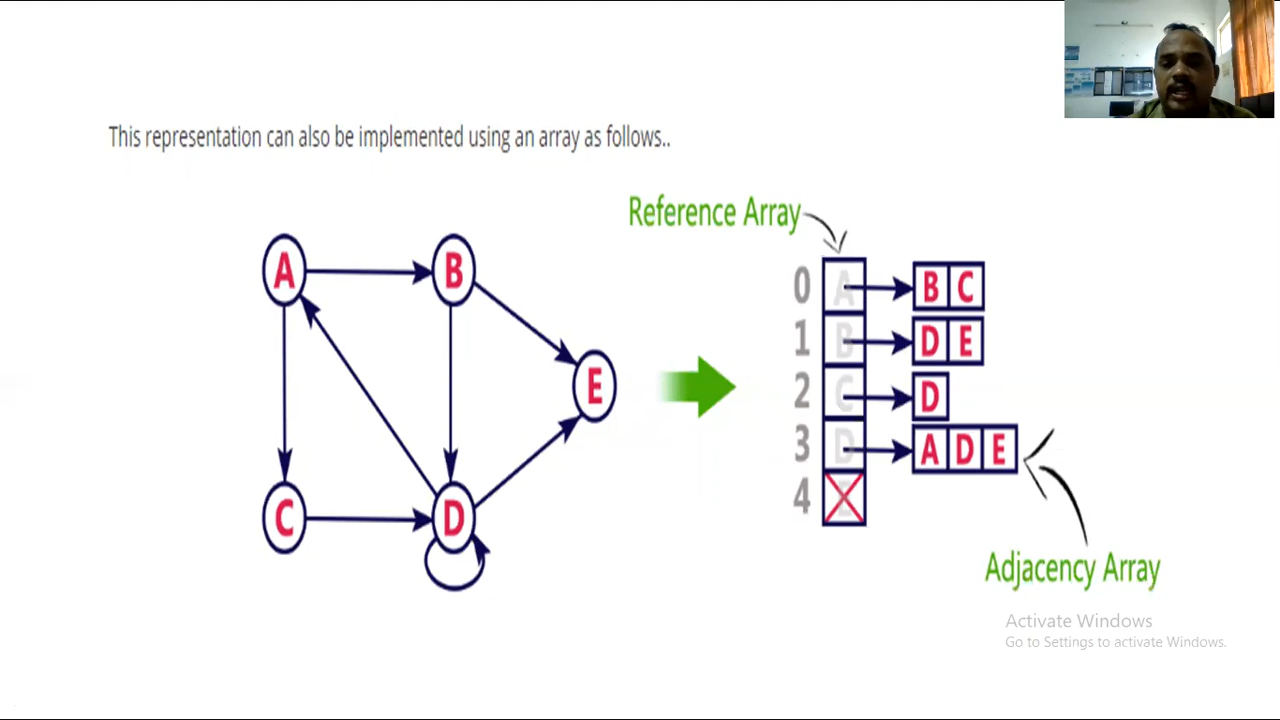 This representation can also be implemented using an array as follows..
Reference Array
A B
E
C D
0 A B C
1 B D E
2 C D
3 D A D E
4 E
Adjacency Array
Activate Windows
Go to Settings to activate Windows.